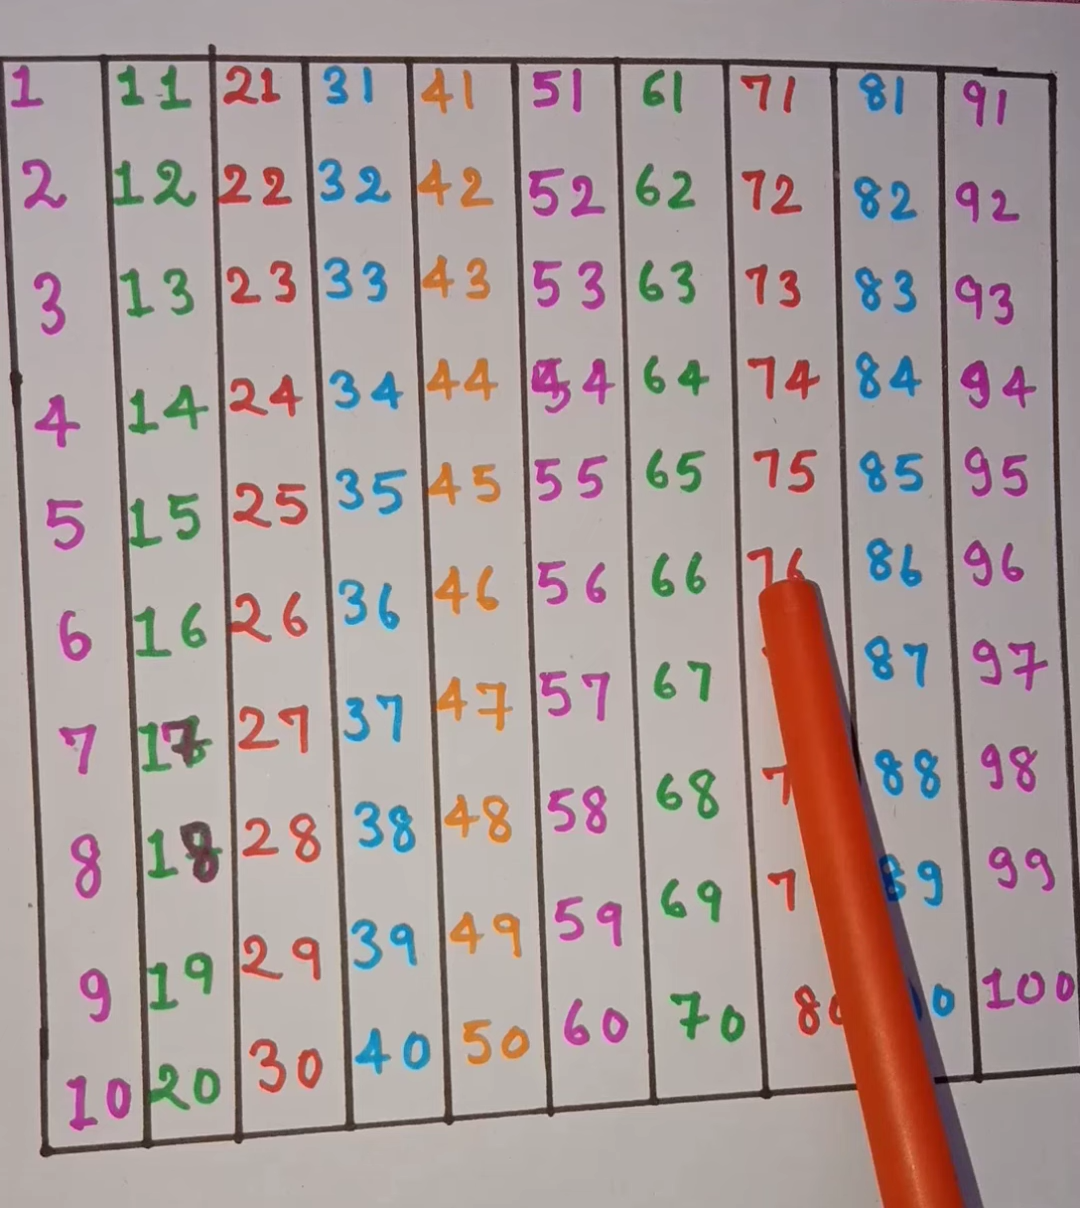 1 11 21 31 41 51 61 71 81 91
2 12 22 32 42 52 62 72 82 92
3 13 23 33 43 53 63 73 83 93
4 14 24 34 44 54 64 74 84 94
5 15 25 35 45 55 65 75 85 95
6 16 26 36 46 56 66 76 86 96
7 17 27 37 47 57 67 87 97
8 18 28 38 48 58 68 88 98
9 19 29 39 49 59 69 89 99
10 20 30 40 50 60 70 80 100